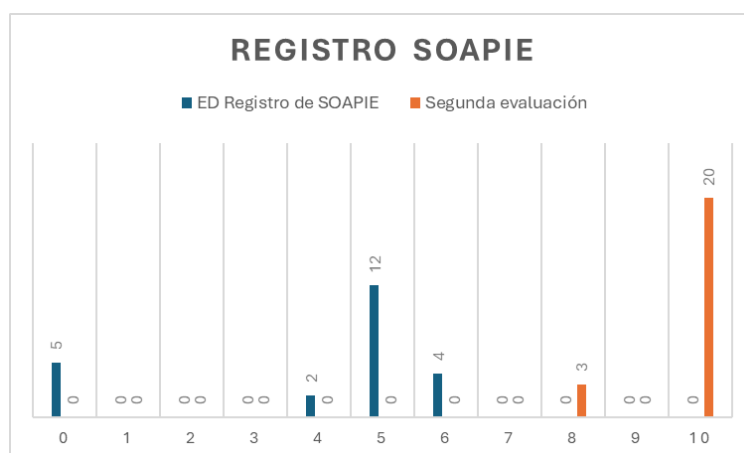 REGISTRO SOAPIE
ED Registro de SOAPIE Segunda evaluación
5 0 0 0 0 0 0 0 2 0 12 0 4 0 0 0 0 3 0 0 0 20
0 1 2 3 4 5 6 7 8 9 10